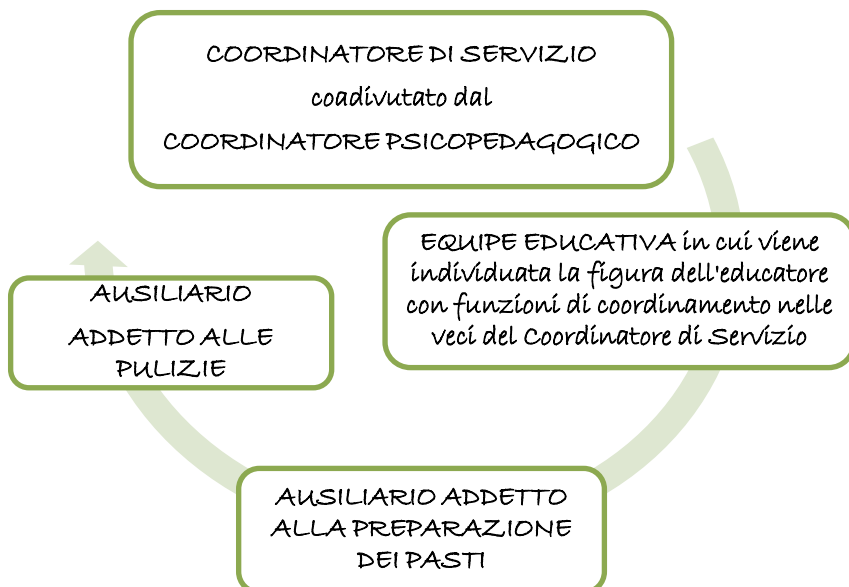 COORDINATORE DI SERVIZIO
coadivutato dal
COORDINATORE PSICOPEDAGOGICO
EQUIPE EDUCATIVA in cui viene
individuata la figura dell'educatore
con funzioni di coordinamento nelle
veci del Coordinatore di Servizio
AUSILIARIO ADDETTO
ALLA PREPARAZIONE
DEI PASTI
AUSILIARIO
ADDETTO ALLE
PULIZIE